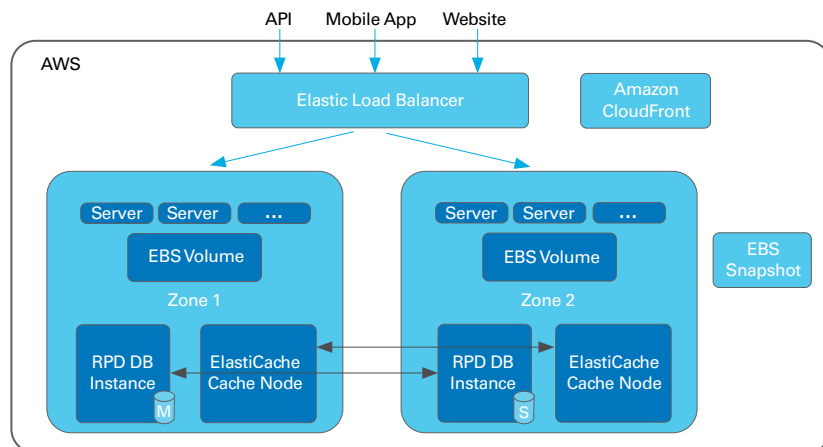 API
Mobile App
Website
AWS
Elastic Load Balancer
Amazon
CloudFront
Server
Server
...
EBS Volume
Zone 1
RPD DB
Instance
M
ElastiCache
Cache Node
Server
Server
...
EBS Volume
Zone 2
RPD DB
Instance
S
ElastiCache
Cache Node
EBS
Snapshot